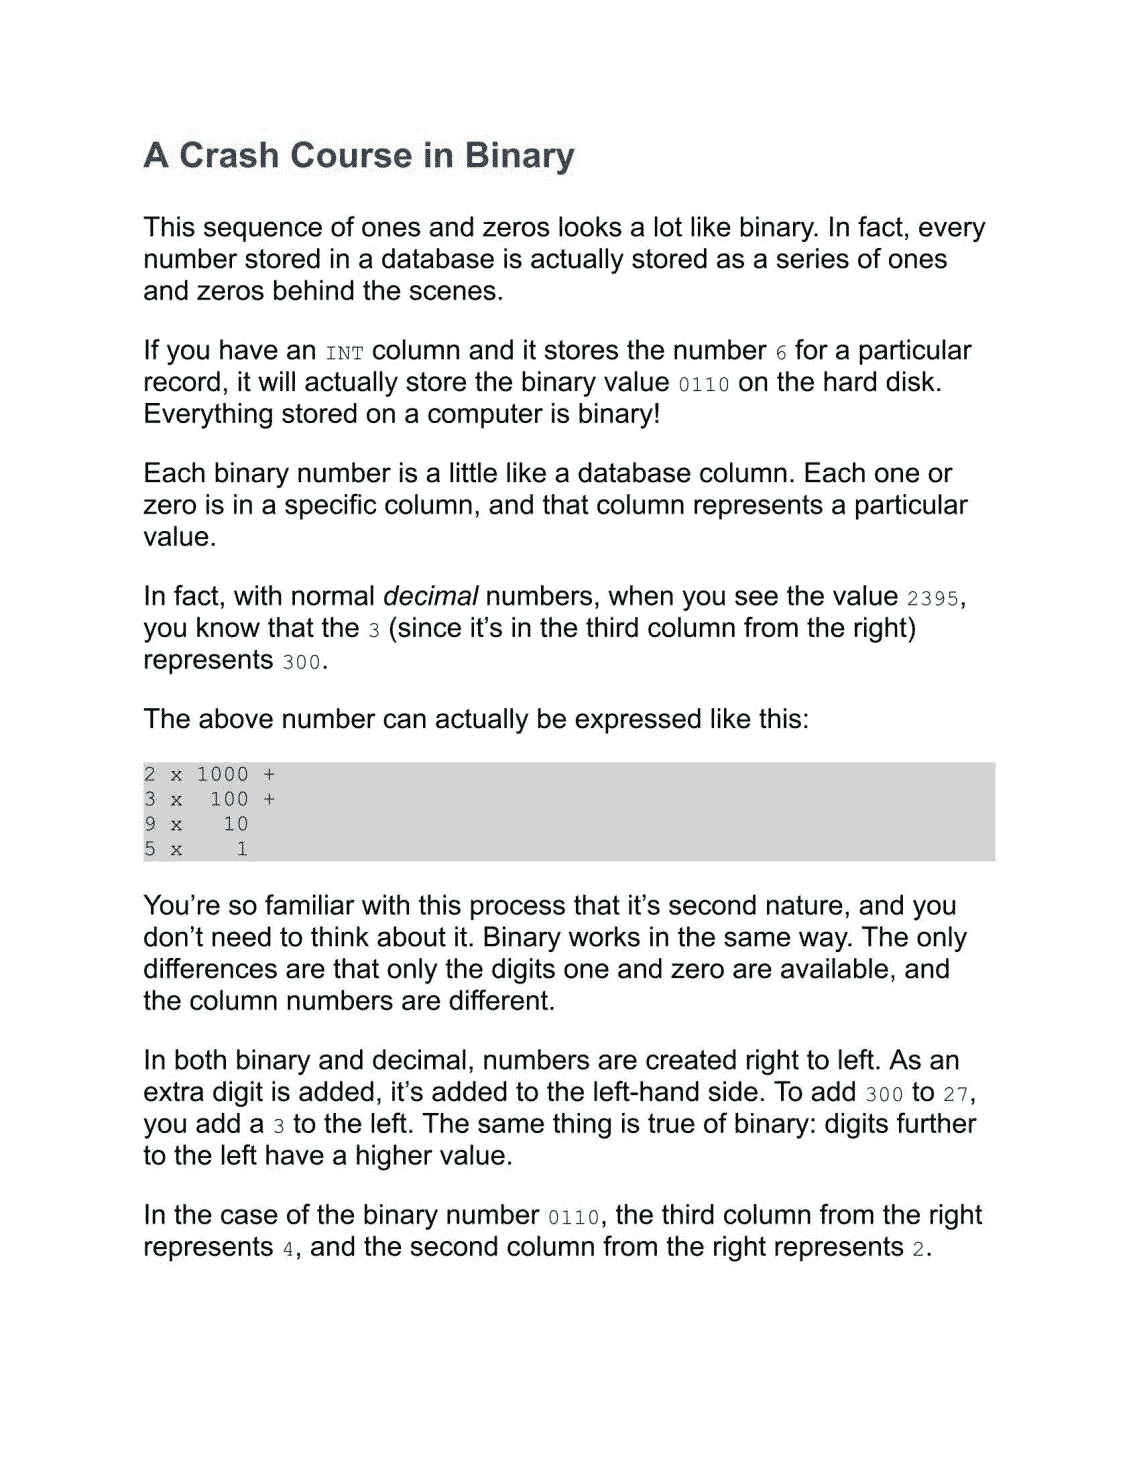 A Crash Course in Binary
This sequence of ones and zeros looks a lot like binary. In fact, every
number stored in a database is actually stored as a series of ones
and zeros behind the scenes.
If you have an INT column and it stores the number 6 for a particular
record, it will actually store the binary value 0110 on the hard disk.
Everything stored on a computer is binary!
Each binary number is a little like a database column. Each one or
zero is in a specific column, and that column represents a particular
value.
In fact, with normal decimal numbers, when you see the value 2395,
you know that the 3 (since it’s in the third column from the right)
represents 300.
The above number can actually be expressed like this:
2 x 1000 +
3 x  100 +
9 x   10
5 x    1
You’re so familiar with this process that it’s second nature, and you
don’t need to think about it. Binary works in the same way. The only
differences are that only the digits one and zero are available, and
the column numbers are different.
In both binary and decimal, numbers are created right to left. As an
extra digit is added, it’s added to the left-hand side. To add 300 to 27,
you add a 3 to the left. The same thing is true of binary: digits further
to the left have a higher value.
In the case of the binary number 0110, the third column from the right
represents 4, and the second column from the right represents 2.